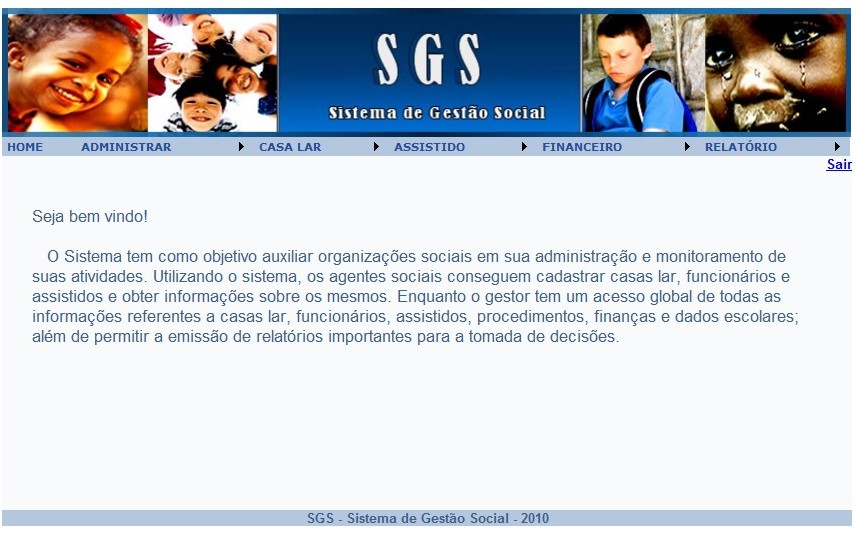 SGS
Sistema de Gestão Social
HOME ADMINISTRAR CASA LAR ASSISTIDO FINANCEIRO RELATÓRIO
Sair
Seja bem vindo!
O Sistema tem como objetivo auxiliar organizações sociais em sua administração e monitoramento de
suas atividades. Utilizando o sistema, os agentes sociais conseguem cadastrar casas lar, funcionários e
assistidos e obter informações sobre os mesmos. Enquanto o gestor tem um acesso global de todas as
informações referentes a casas lar, funcionários, assistidos, procedimentos, finanças e dados escolares;
além de permitir a emissão de relatórios importantes para a tomada de decisões.
SGS - Sistema de Gestão Social - 2010